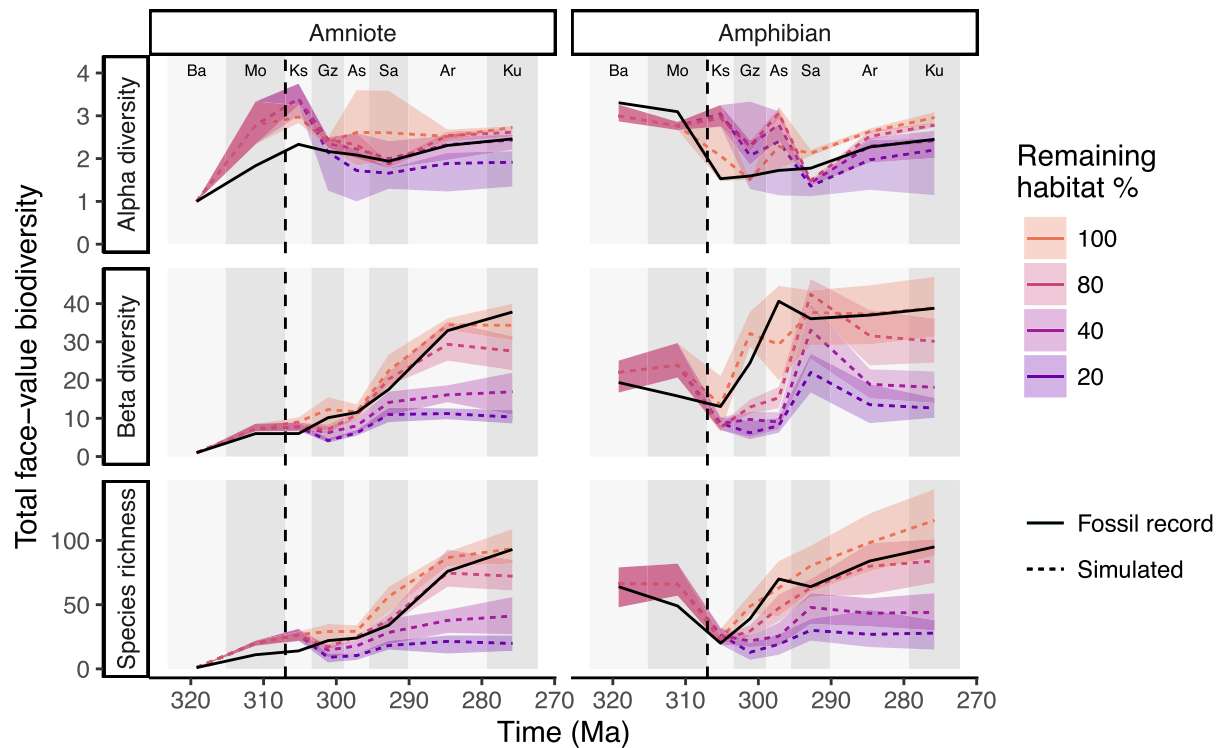 Amniote
Amphibian
Ba Mo Ks Gz As Sa Ar Ku
Ba Mo Ks Gz As Sa Ar Ku
Total face−value biodiversity
Alpha diversity
4
3
2
1
0
Beta diversity
40
30
20
10
0
Species richness
100
50
0
320 310 300 290 280 270
320 310 300 290 280 270
Time (Ma)
Remaining
habitat %
100
80
40
20
Fossil record
Simulated